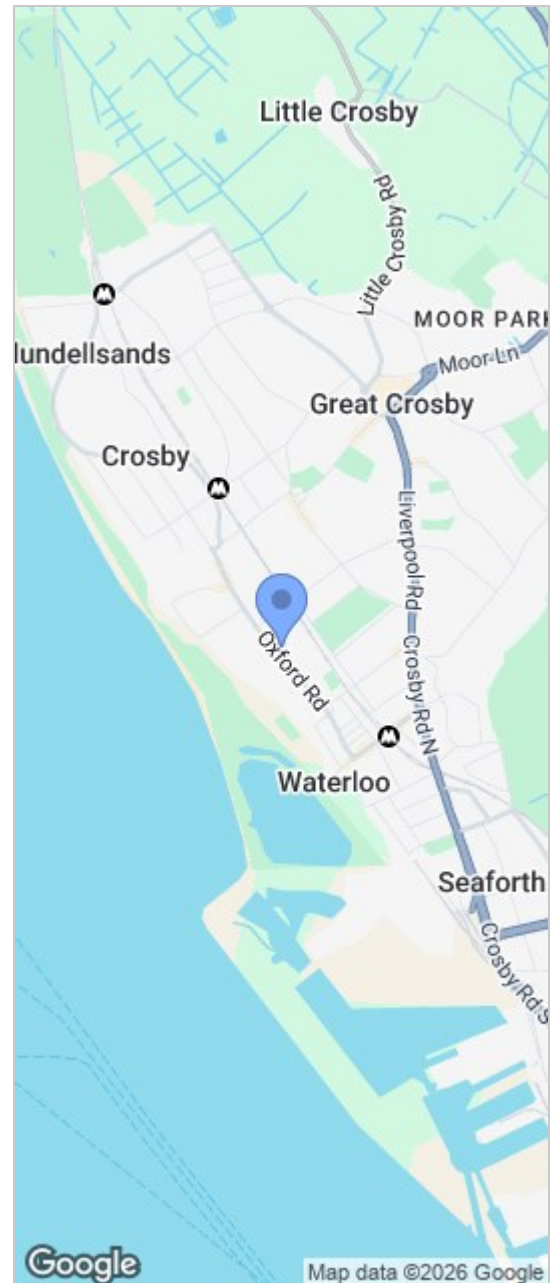 Little Crosby
Little Crosby Rd
MOOR PARK
lundellsands
Moor Ln
Great Crosby
Crosby
Liverpool Rd
Oxford Rd
Crosby Rd N
Waterloo
Seaforth
Crosby Rd S
Google
Map data ©2026 Google